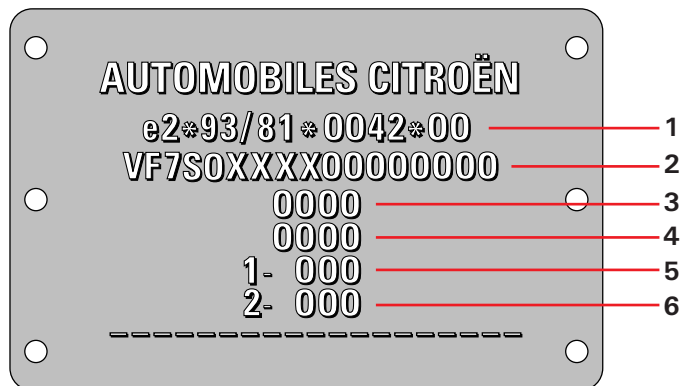 AUTOMOBILES CITROËN
e2*93/81*0042*00 1
VF7S0XXXX00000000 2
0000 3
0000 4
1- 000 5
2- 000 6